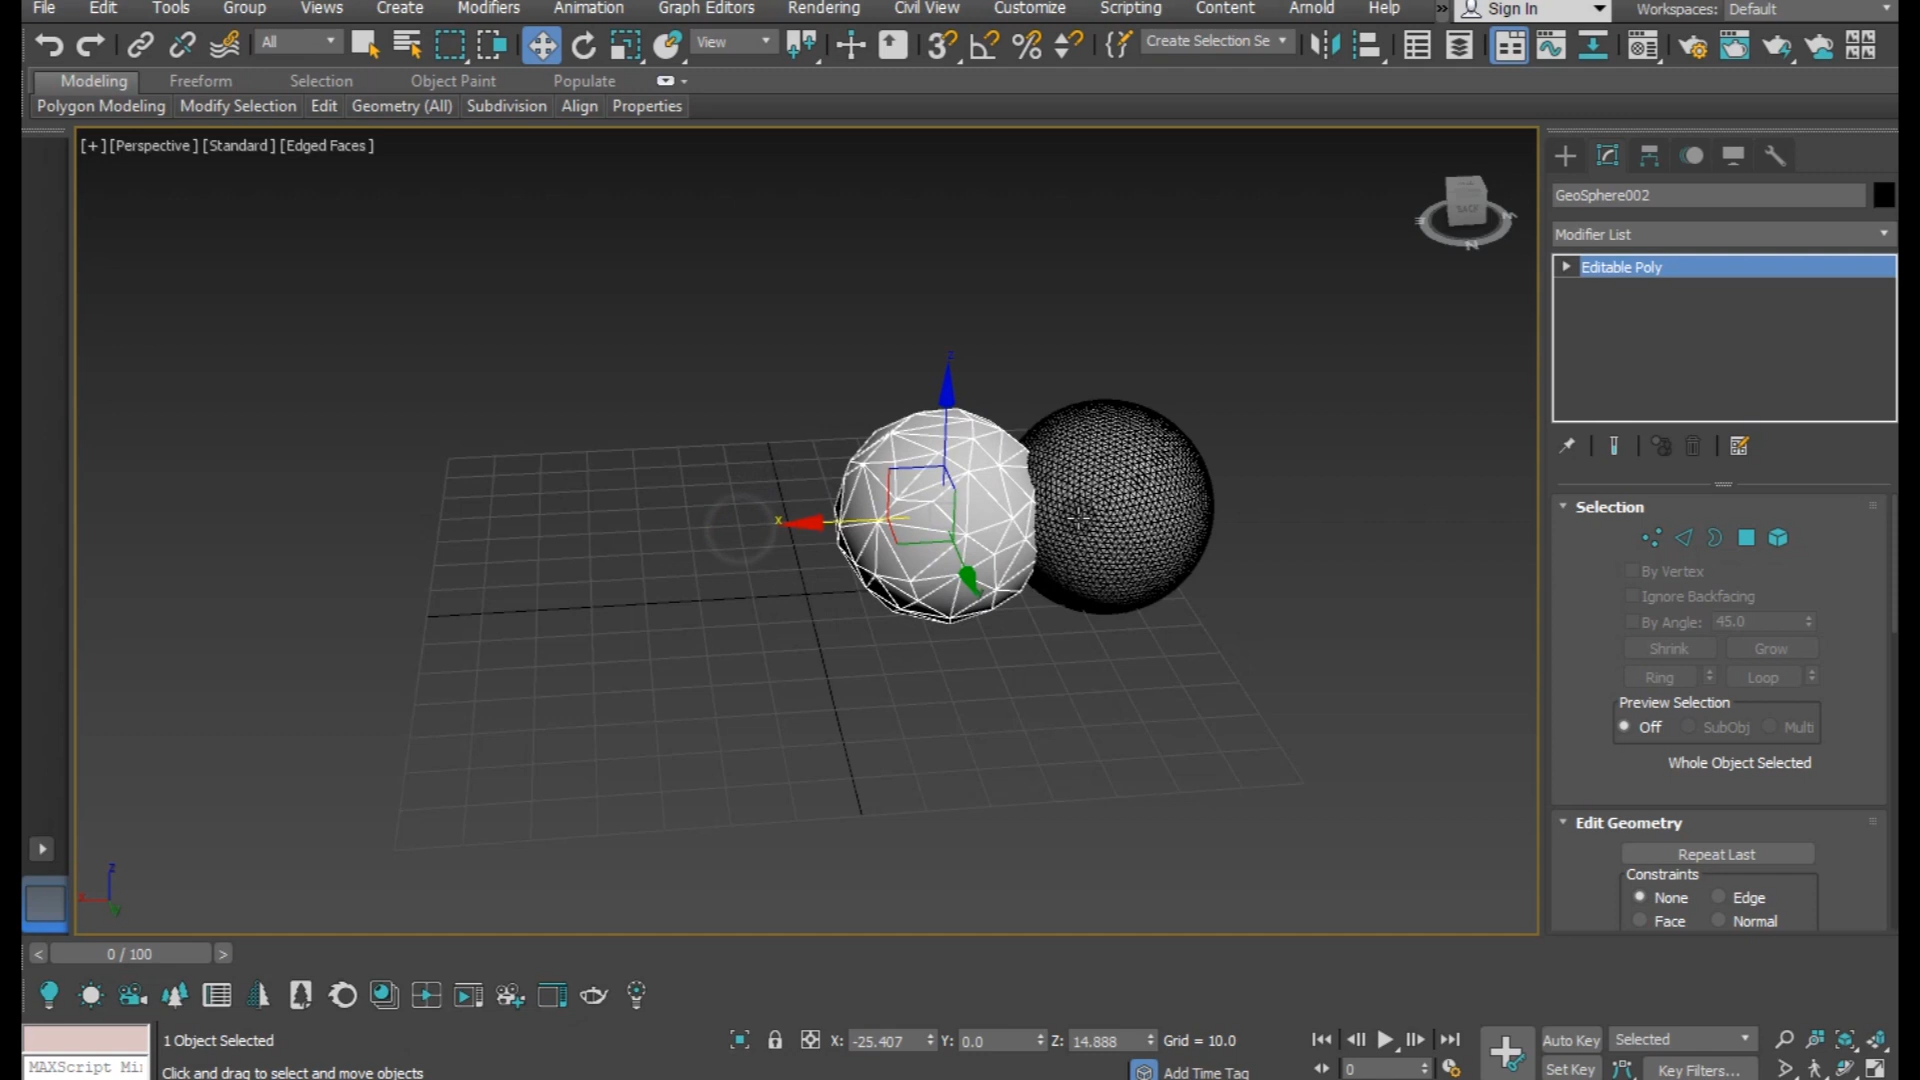 File Edit Tools Group Views Create Modifiers Animation Graph Editors Rendering Civil View Customize Scripting Content Arnold Help » Sign In Workspaces: Default
All View Create Selection Se
Modeling Freeform Selection Object Paint Populate
Polygon Modeling Modify Selection Edit Geometry (All) Subdivision Align Properties
[+] [Perspective] [Standard] [Edged Faces]
GeoSphere002
Modifier List
Editable Poly
z
x
Selection
By Vertex
Ignore Backfacing
By Angle: 45.0
Shrink Grow
Ring Loop
Preview Selection
Off SubObj Multi
Whole Object Selected
Edit Geometry
Repeat Last
Constraints
None Edge
Face Normal
z
x
y
< 0 / 100 >
1 Object Selected X: -25.407 Y: 0.0 Z: 14.888 Grid = 10.0 Auto Key Selected
MAXScript Mi Click and drag to select and move objects Add Time Tag 0 Set Key Key Filters...